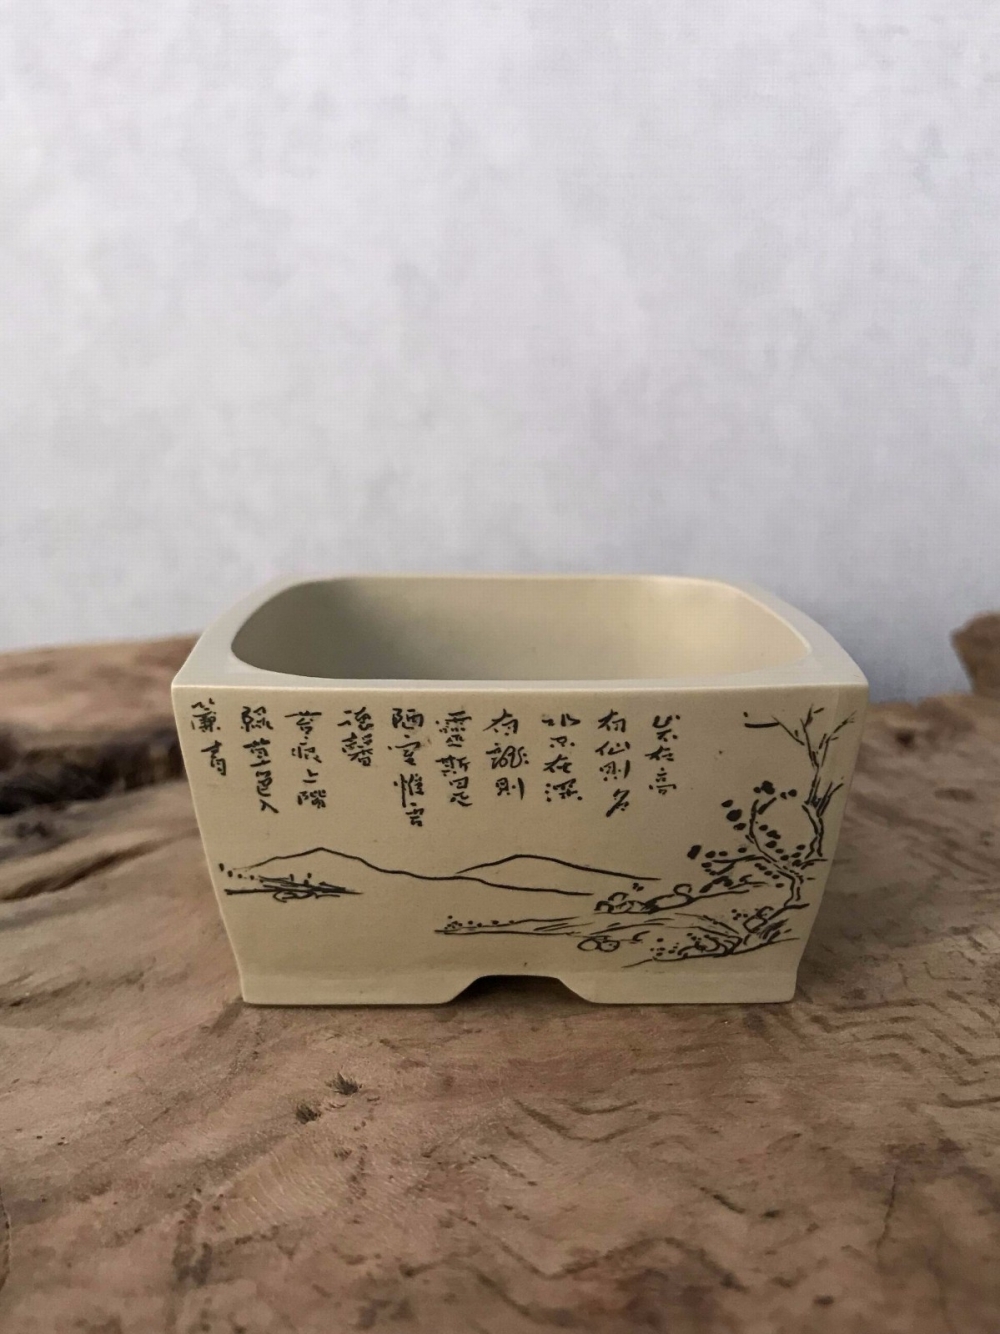 山不在高
有仙則名
水不在深
有龍則
靈斯是
陋室惟吾
德馨
苔痕上階
綠草色入
簾青